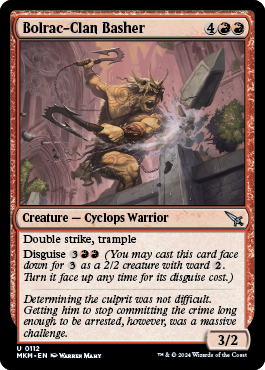 Bolrac-Clan Basher 4
Creature — Cyclops Warrior
Double strike, trample
Disguise 3 (You may cast this card face
down for 3 as a 2/2 creature with ward 2.
Turn it face up any time for its disguise cost.)
Determining the culprit was not difficult.
Getting him to stop committing the crime long
enough to be arrested, however, was a massive
challenge.
3/2
U 0112
MKM • EN Warren Mahy
™ & © 2024 Wizards of the Coast